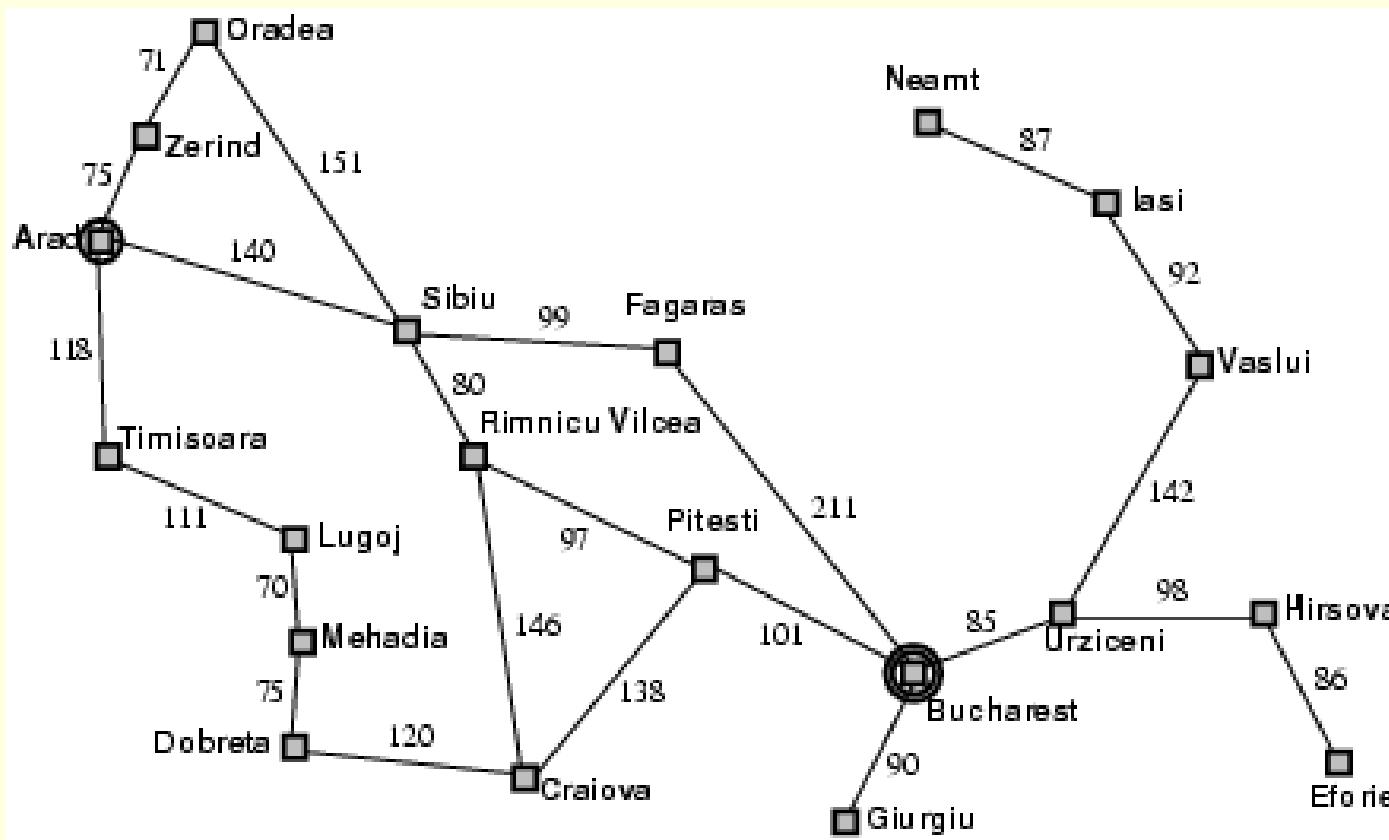 Oradea
71
Neamt
87
Zerind
151
75
Iasi
Arad
140
92
Sibiu
Fagaras
99
118
Vaslui
80
Timisoara
Rimnicu Vilcea
142
111
Lugoj
97
Pitesti
211
70
98
Hirsova
146
101
85
Mehadia
Urziceni
75
138
86
Bucharest
Dobreta
120
90
Craiova
Eforie
Giurgiu